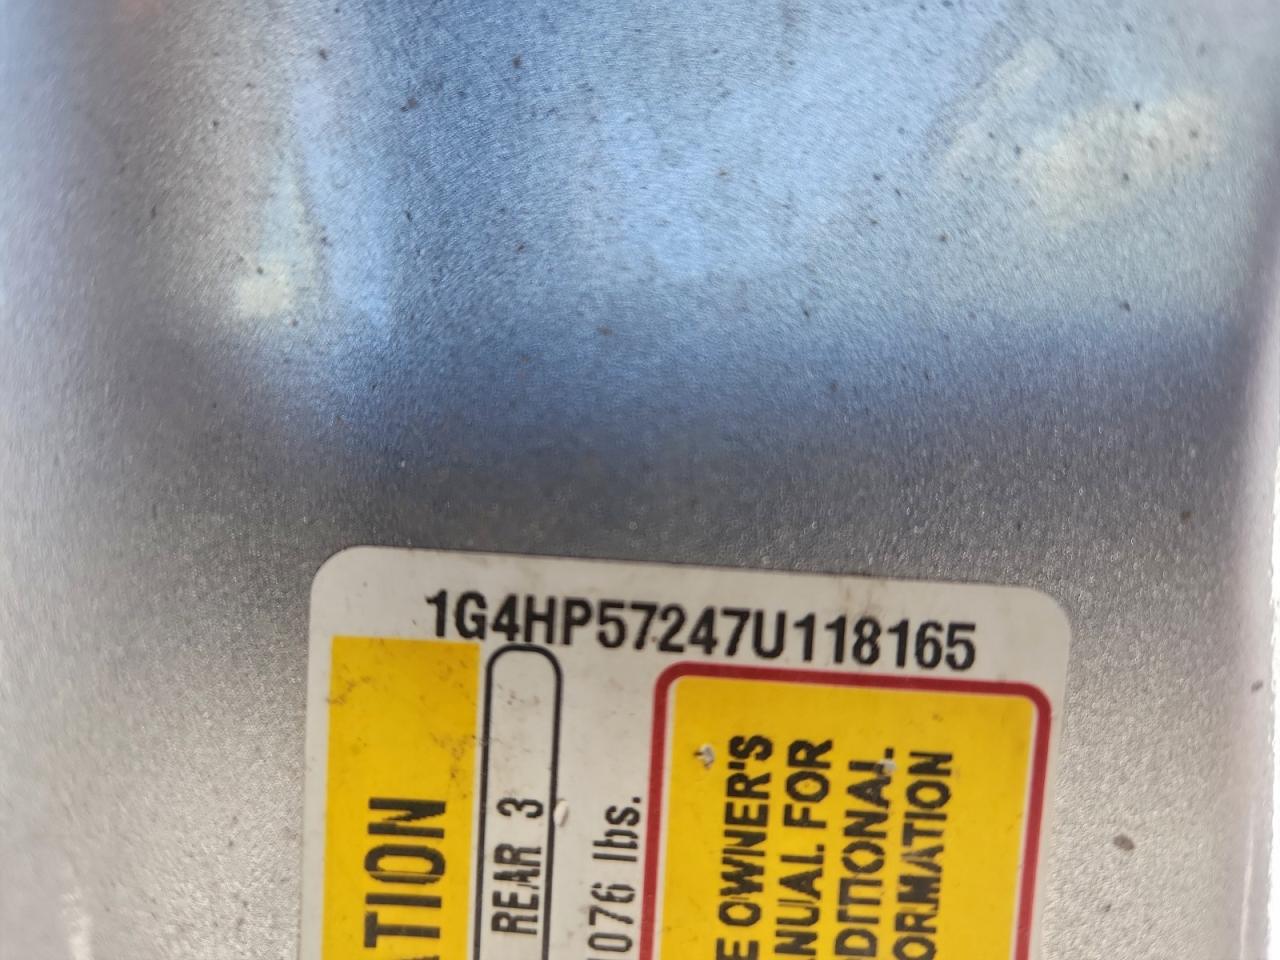 1G4HP57247U118165
ATION
REAR 3
1076 lbs.
E OWNER'S
NUAL FOR
DDITIONAL
ORMATION